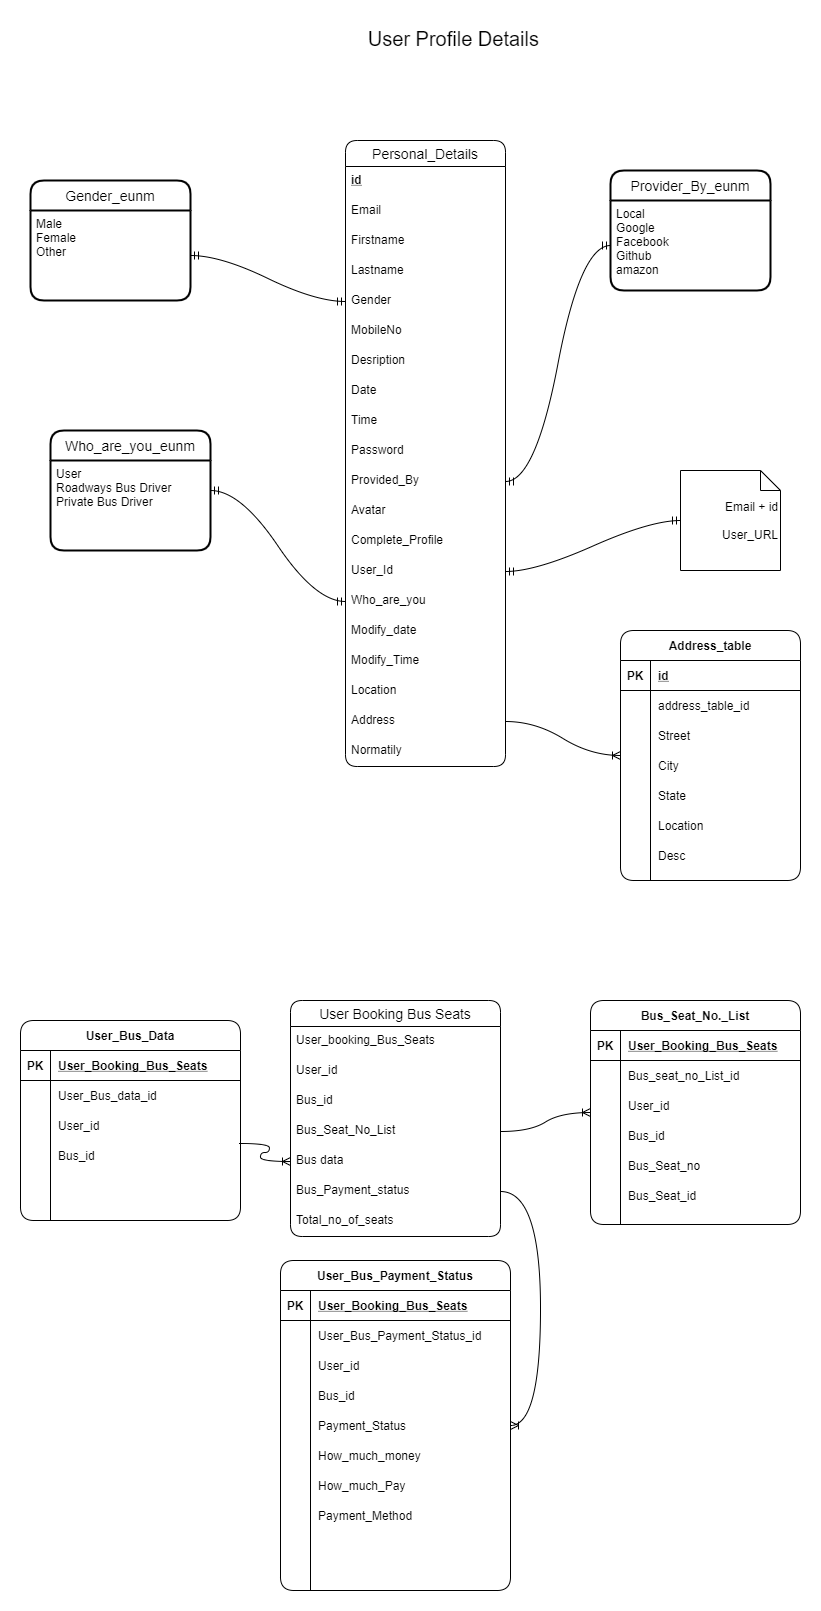 User Profile Details
Gender_eunm
Male
Female
Other
Personal_Details
id
Email
Firstname
Lastname
Gender
MobileNo
Desription
Date
Time
Password
Provided_By
Avatar
Complete_Profile
User_Id
Who_are_you
Modify_date
Modify_Time
Location
Address
Normatily
Provider_By_eunm
Local
Google
Facebook
Github
amazon
Who_are_you_eunm
User
Roadways Bus Driver
Private Bus Driver
Email + id
User_URL
Address_table
PK id
address_table_id
Street
City
State
Location
Desc
User_Bus_Data
PK User_Booking_Bus_Seats
User_Bus_data_id
User_id
Bus_id
User Booking Bus Seats
User_booking_Bus_Seats
User_id
Bus_id
Bus_Seat_No_List
Bus data
Bus_Payment_status
Total_no_of_seats
Bus_Seat_No._List
PK User_Booking_Bus_Seats
Bus_seat_no_List_id
User_id
Bus_id
Bus_Seat_no
Bus_Seat_id
User_Bus_Payment_Status
PK User_Booking_Bus_Seats
User_Bus_Payment_Status_id
User_id
Bus_id
Payment_Status
How_much_money
How_much_Pay
Payment_Method